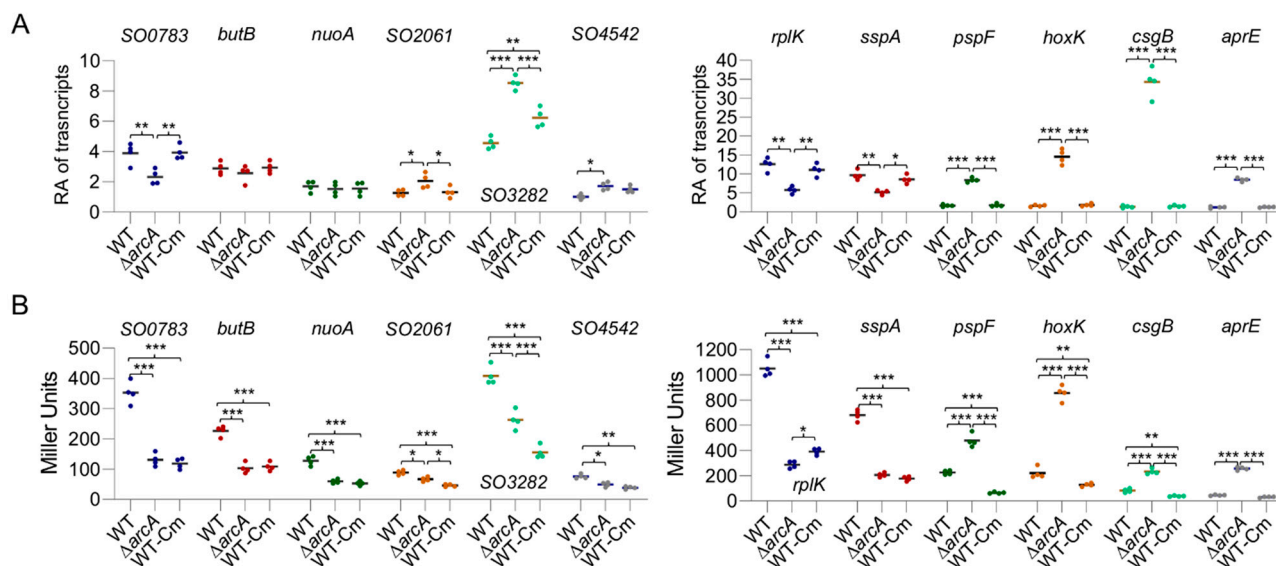 A
SO0783 butB nuoA SO2061 SO4542
rplK sspA pspF hoxK csgB aprE
RA of trasncripts
10
8
6
4
2
0
** ** * * *** ** *** *
SO3282
WT ΔarcA WT-Cm WT ΔarcA WT-Cm WT ΔarcA WT-Cm WT ΔarcA WT-Cm WT ΔarcA WT-Cm WT ΔarcA WT-Cm
RA of trasncripts
40
35
30
25
20
15
10
5
0
** ** ** * *** *** *** *** *** *** *** ***
WT ΔarcA WT-Cm WT ΔarcA WT-Cm WT ΔarcA WT-Cm WT ΔarcA WT-Cm WT ΔarcA WT-Cm WT ΔarcA WT-Cm
B
SO0783 butB nuoA SO2061 SO4542
sspA pspF hoxK csgB aprE
Miller Units
500
400
300
200
100
0
*** *** *** *** *** *** *** * * *** *** *** ** *
SO3282
WT ΔarcA WT-Cm WT ΔarcA WT-Cm WT ΔarcA WT-Cm WT ΔarcA WT-Cm WT ΔarcA WT-Cm WT ΔarcA WT-Cm
Miller Units
1200
1000
800
600
400
200
0
*** *** * *** *** *** *** *** ** *** *** ** *** *** *** ***
rplK
WT ΔarcA WT-Cm WT ΔarcA WT-Cm WT ΔarcA WT-Cm WT ΔarcA WT-Cm WT ΔarcA WT-Cm WT ΔarcA WT-Cm